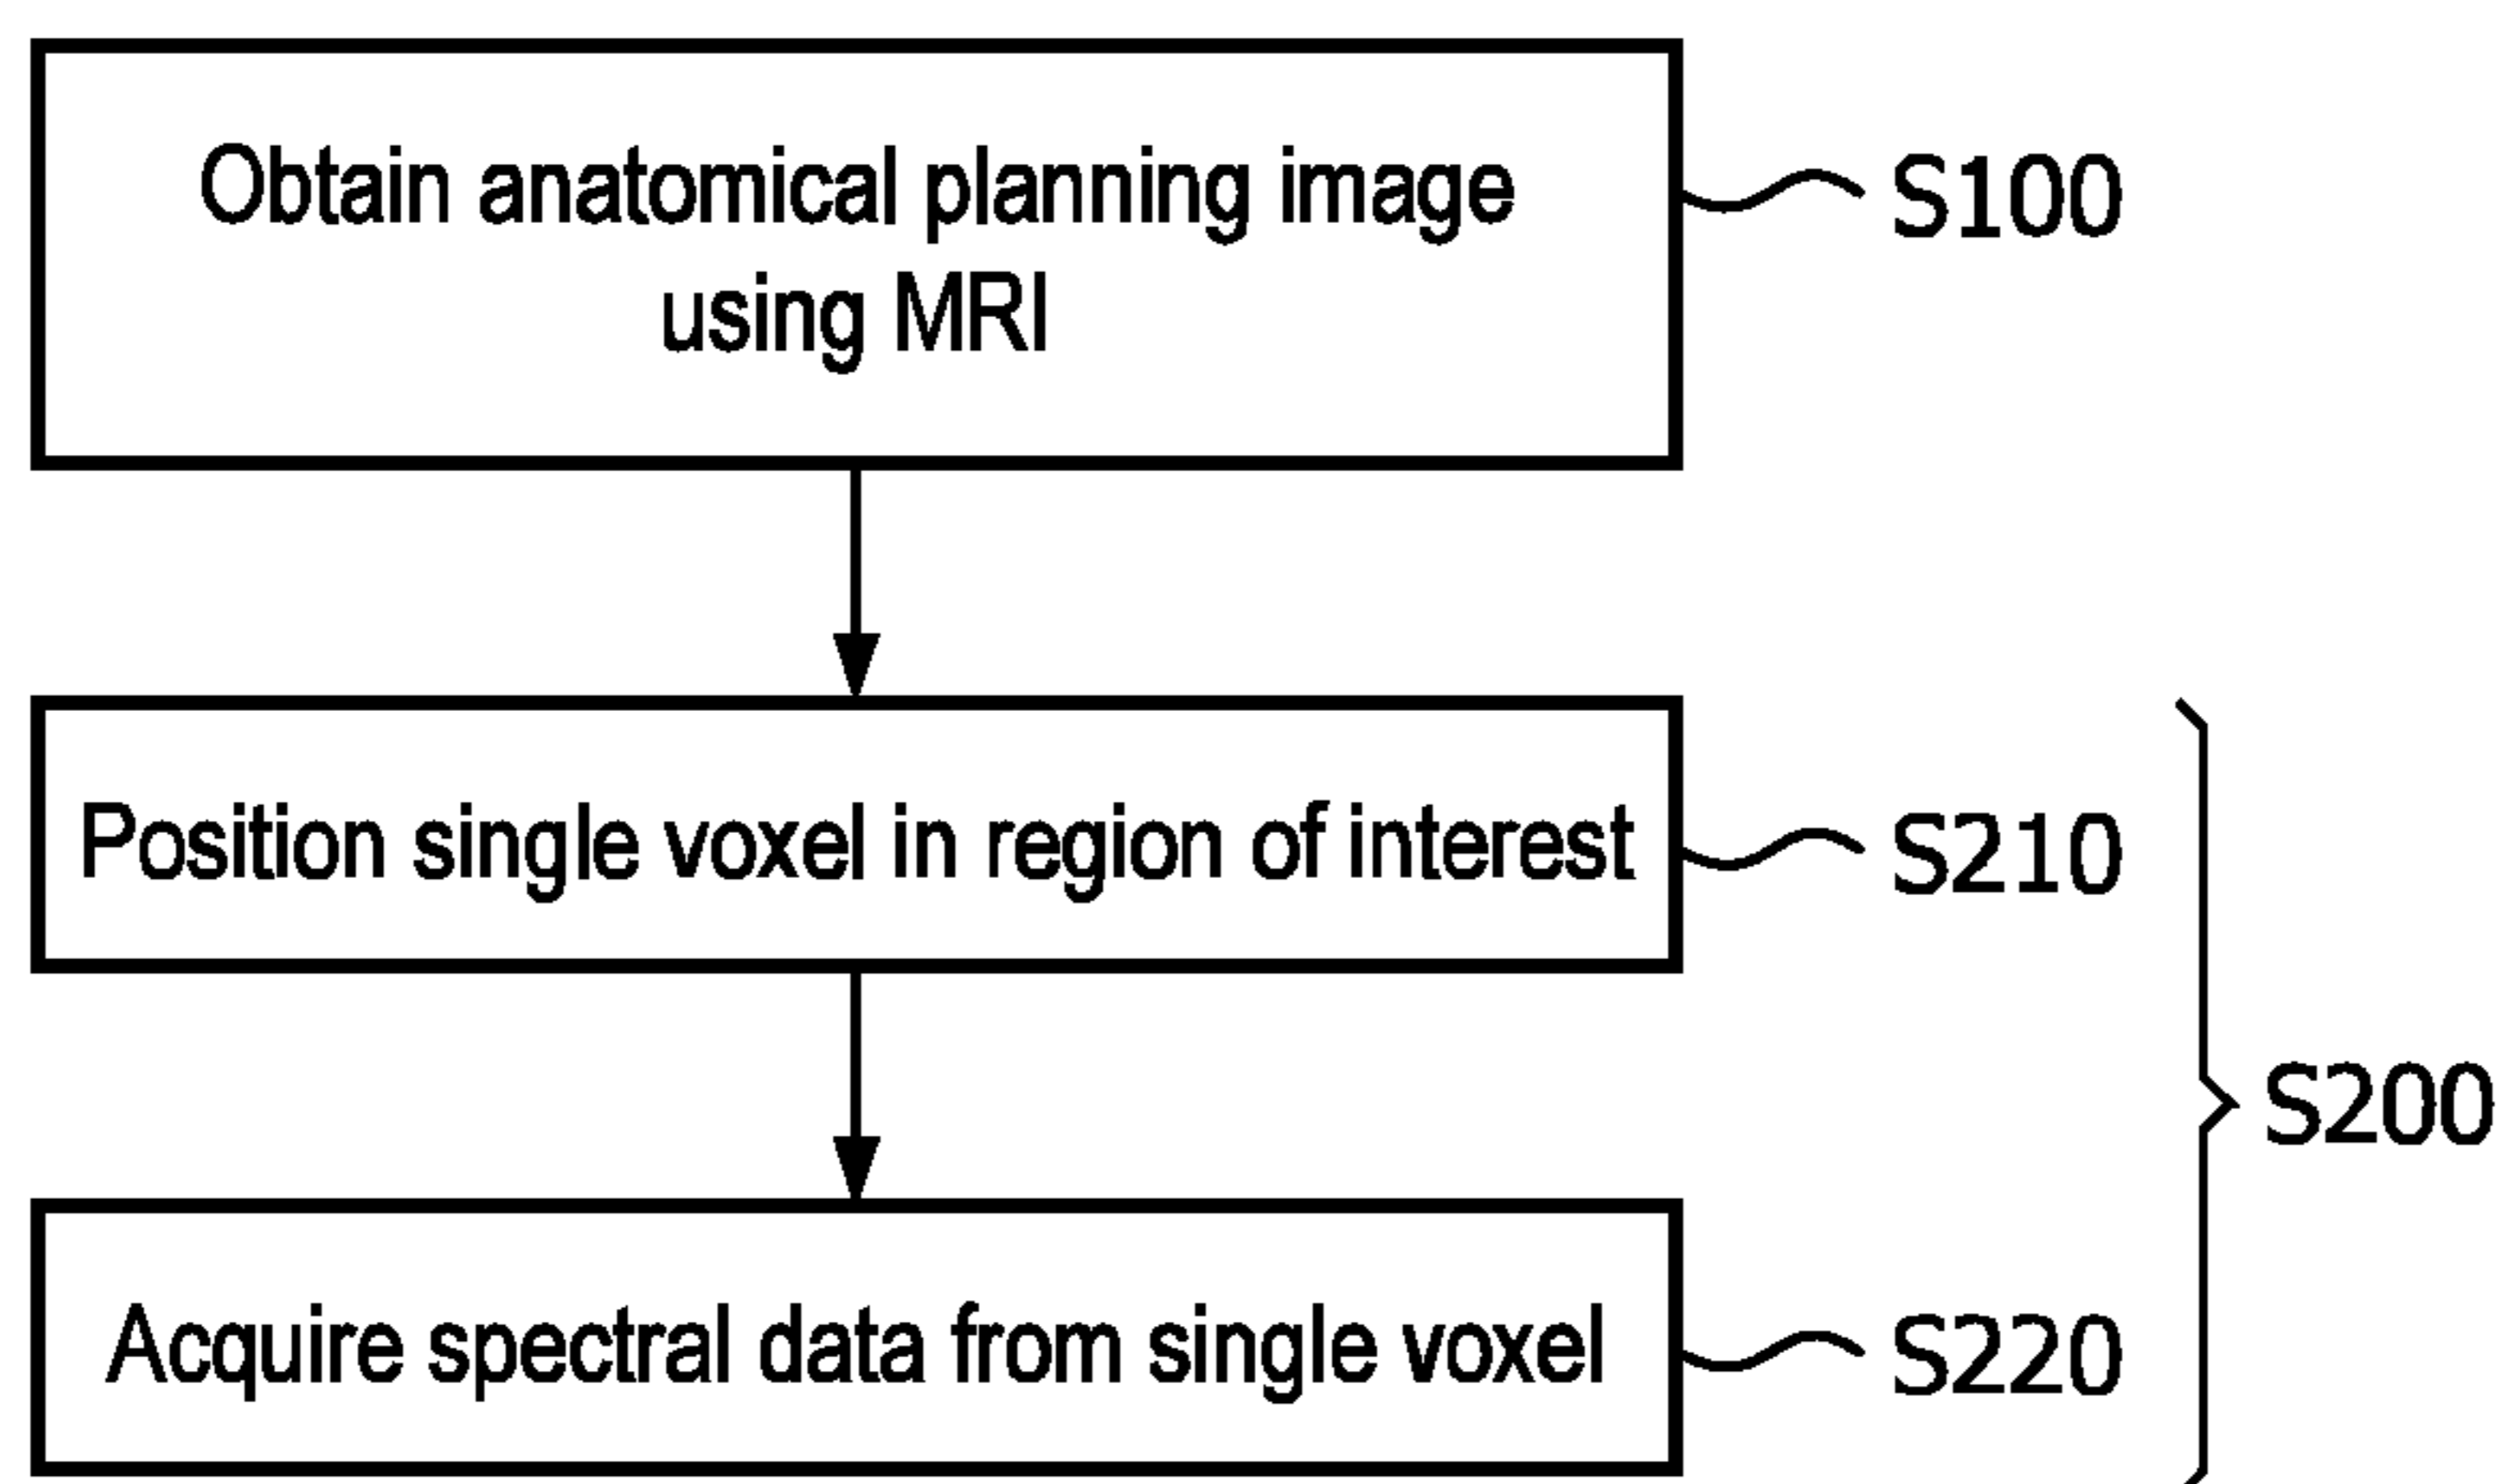 Obtain anatomical planning image
using MRI
S100
Position single voxel in region of interest
S210
S200
Acquire spectral data from single voxel
S220